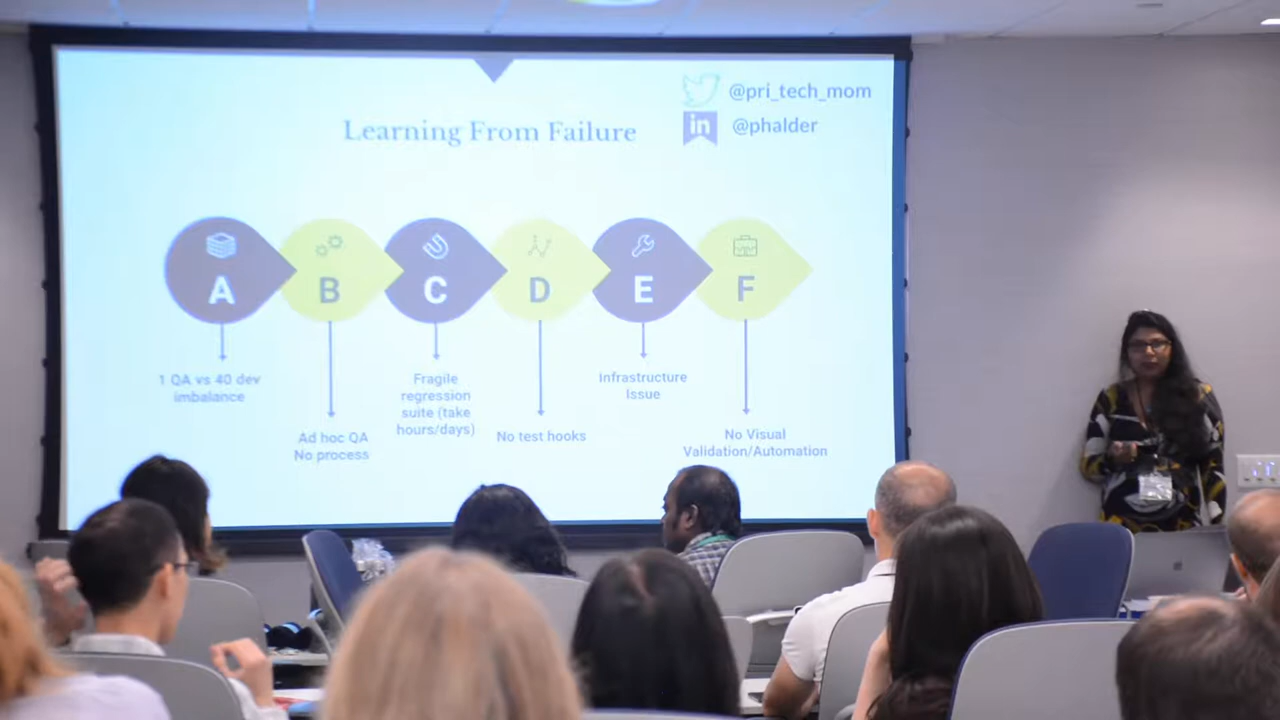 @pri_tech_mom
in @phalder
Learning From Failure
A B C D E F
1 QA vs 40 dev
imbalance
Ad hoc QA
No process
Fragile
regression
suite (take
hours/days)
No test hooks
Infrastructure
Issue
No Visual
Validation/Automation